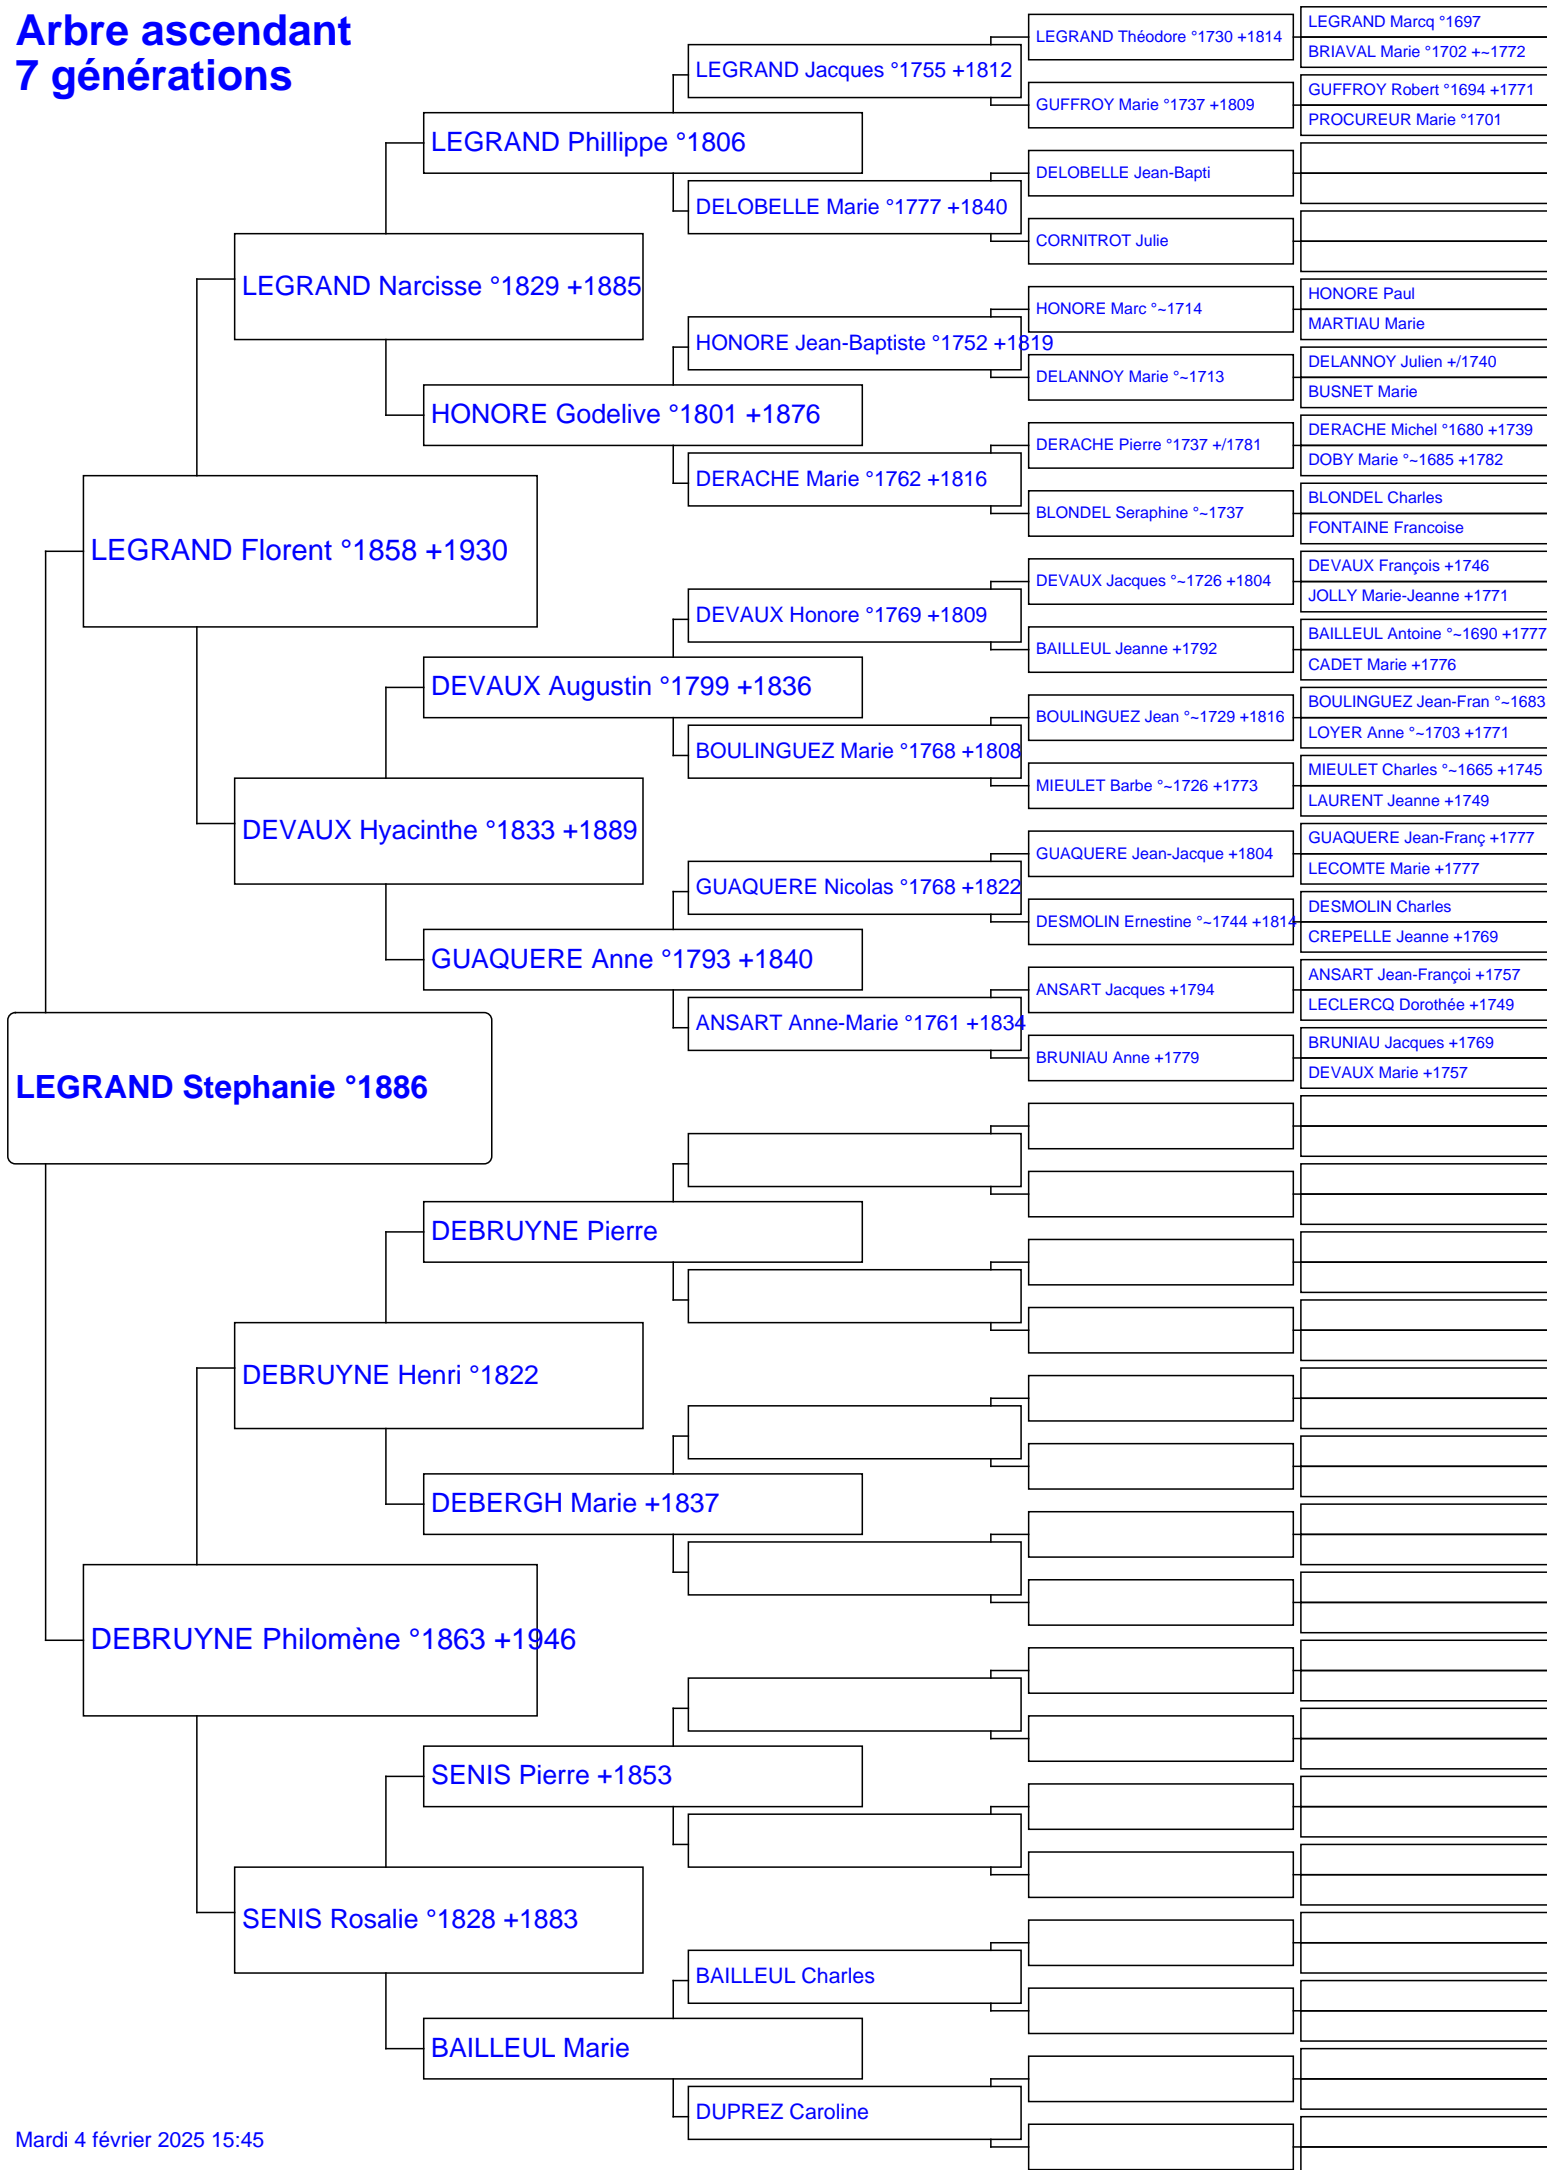 Arbre ascendant
7 générations
LEGRAND Stephanie °1886
LEGRAND Florent °1858 +1930
DEBRUYNE Philomène °1863 +1946
LEGRAND Narcisse °1829 +1885
DEVAUX Hyacinthe °1833 +1889
DEBRUYNE Henri °1822
SENIS Rosalie °1828 +1883
LEGRAND Phillippe °1806
HONORE Godelive °1801 +1876
DEVAUX Augustin °1799 +1836
GUAQUERE Anne °1793 +1840
DEBRUYNE Pierre
DEBERGH Marie +1837
SENIS Pierre +1853
BAILLEUL Marie
LEGRAND Jacques °1755 +1812
DELOBELLE Marie °1777 +1840
HONORE Jean-Baptiste °1752 +1819
DERACHE Marie °1762 +1816
DEVAUX Honore °1769 +1809
BOULINGUEZ Marie °1768 +1808
GUAQUERE Nicolas °1768 +1822
ANSART Anne-Marie °1761 +1834
BAILLEUL Charles
DUPREZ Caroline
LEGRAND Théodore °1730 +1814
GUFFROY Marie °1737 +1809
DELOBELLE Jean-Bapti
CORNITROT Julie
HONORE Marc °~1714
DELANNOY Marie °~1713
DERACHE Pierre °1737 +/1781
BLONDEL Seraphine °~1737
DEVAUX Jacques °~1726 +1804
BAILLEUL Jeanne +1792
BOULINGUEZ Jean °~1729 +1816
MIEULET Barbe °~1726 +1773
GUAQUERE Jean-Jacque +1804
DESMOLIN Ernestine °~1744 +1814
ANSART Jacques +1794
BRUNIAU Anne +1779
LEGRAND Marcq °1697
BRIAVAL Marie °1702 +~1772
GUFFROY Robert °1694 +1771
PROCUREUR Marie °1701
HONORE Paul
MARTIAU Marie
DELANNOY Julien +/1740
BUSNET Marie
DERACHE Michel °1680 +1739
DOBY Marie °~1685 +1782
BLONDEL Charles
FONTAINE Francoise
DEVAUX François +1746
JOLLY Marie-Jeanne +1771
BAILLEUL Antoine °~1690 +1777
CADET Marie +1776
BOULINGUEZ Jean-Fran °~1683
LOYER Anne °~1703 +1771
MIEULET Charles °~1665 +1745
LAURENT Jeanne +1749
GUAQUERE Jean-Franç +1777
LECOMTE Marie +1777
DESMOLIN Charles
CREPELLE Jeanne +1769
ANSART Jean-Françoi +1757
LECLERCQ Dorothée +1749
BRUNIAU Jacques +1769
DEVAUX Marie +1757
Mardi 4 février 2025 15:45